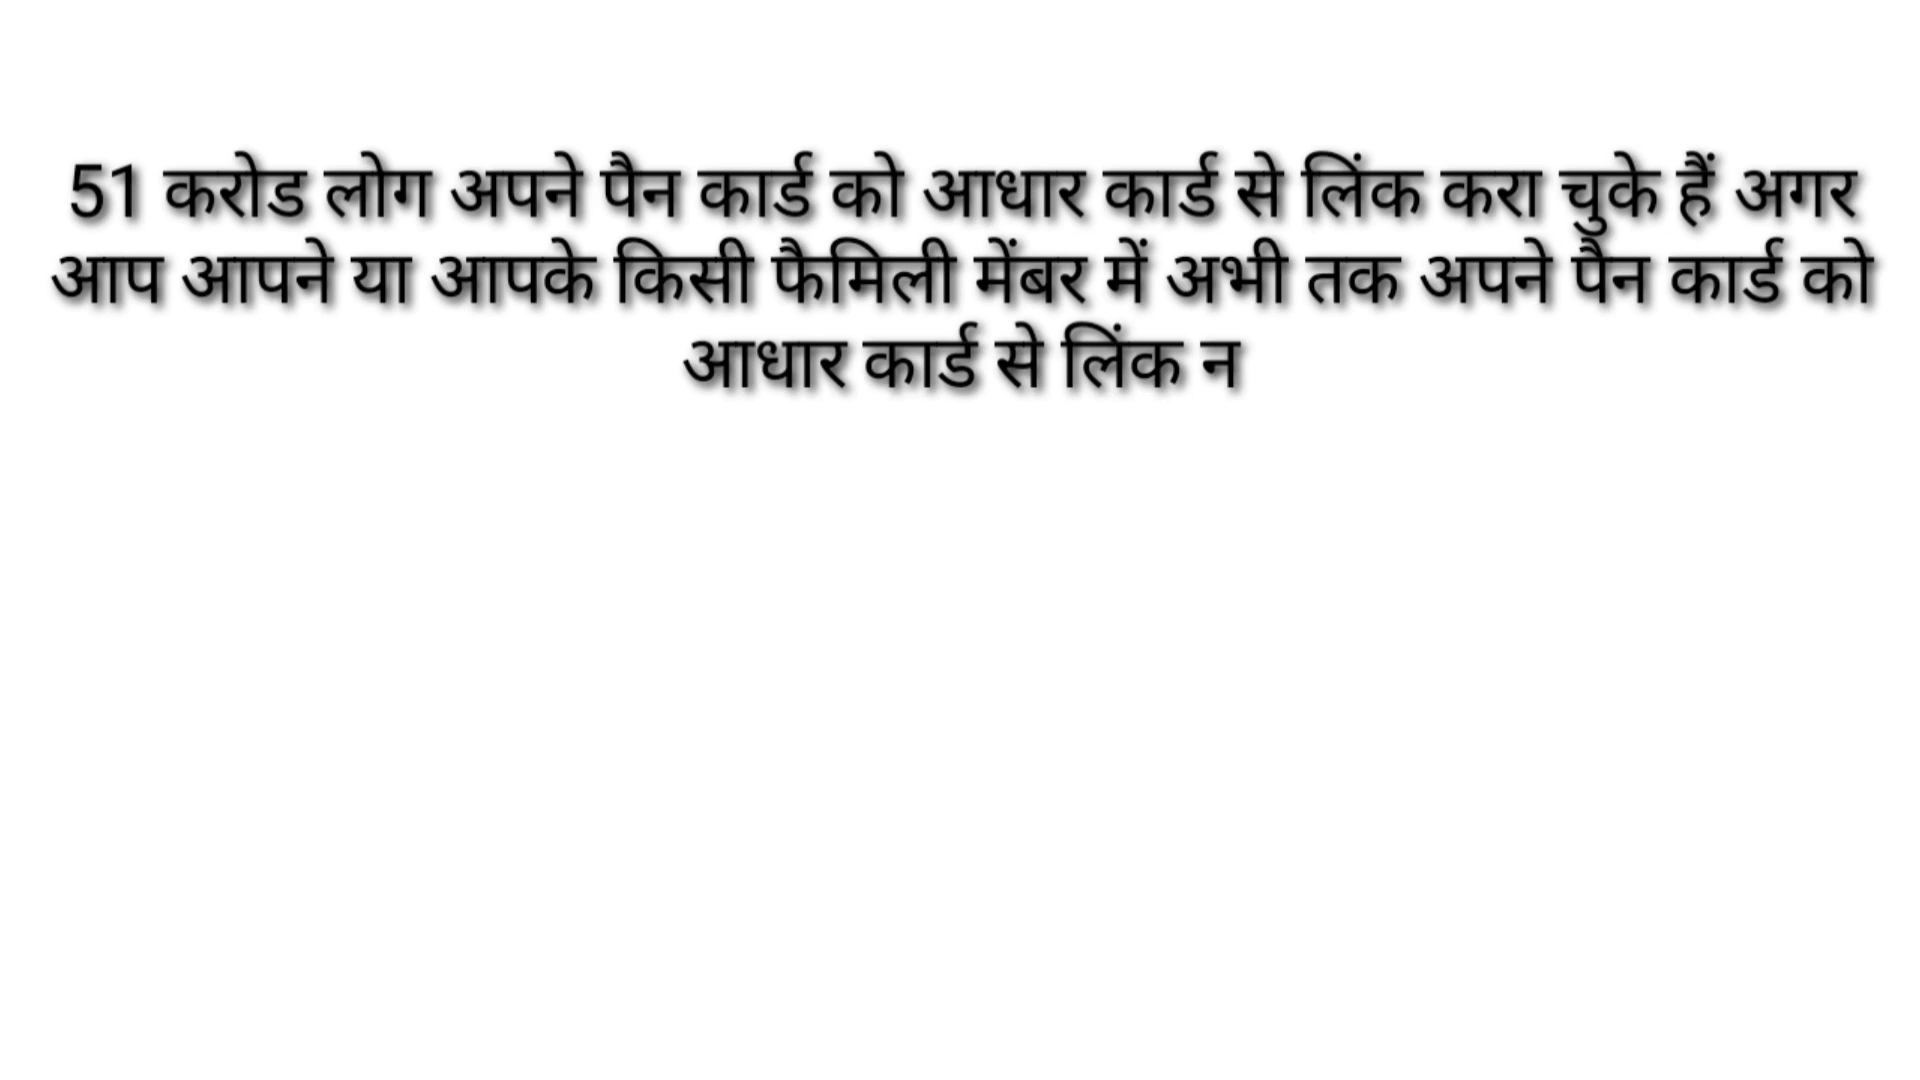 51 करोड लोग अपने पैन कार्ड को आधार कार्ड से लिंक करा चुके हैं अगर
आप आपने या आपके किसी फैमिली मेंबर में अभी तक अपने पैन कार्ड को
आधार कार्ड से लिंक न